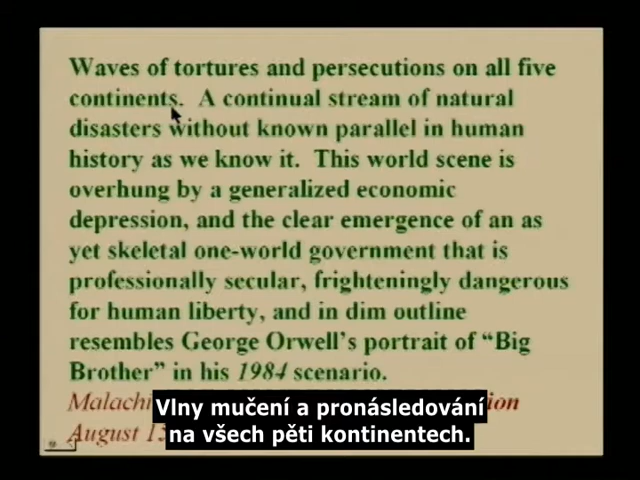 Waves of tortures and persecutions on all five
continents. A continual stream of natural
disasters without known parallel in human
history as we know it. This world scene is
overhung by a generalized economic
depression, and the clear emergence of an as
yet skeletal one-world government that is
professionally secular, frighteningly dangerous
for human liberty, and in dim outline
resembles George Orwell’s portrait of “Big
Brother” in his 1984 scenario.
Malachi
August 15
Vlny mučení a pronásledování
na všech pěti kontinentech.